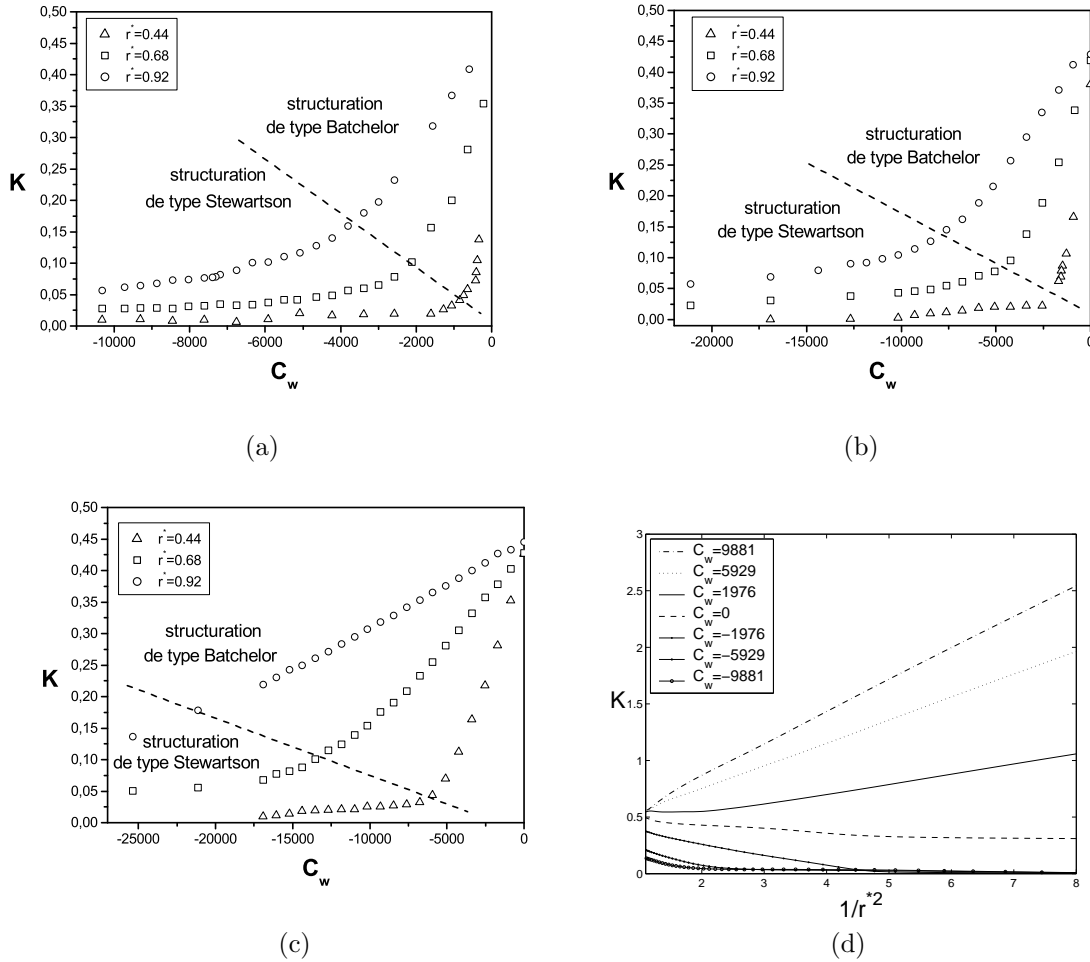 0,50
0,45
0,40
0,35
0,30
0,25
0,20
0,15
0,10
0,05
0,00
K
r*=0.44
r*=0.68
r*=0.92
structuration
de type Batchelor
structuration
de type Stewartson
-10000
-8000
-6000
-4000
-2000
0
C_w
(a)
0,50
0,45
0,40
0,35
0,30
0,25
0,20
0,15
0,10
0,05
0,00
K
r*=0.44
r*=0.68
r*=0.92
structuration
de type Batchelor
structuration
de type Stewartson
-20000
-15000
-10000
-5000
0
C_w
(b)
0,50
0,45
0,40
0,35
0,30
0,25
0,20
0,15
0,10
0,05
0,00
K
r*=0.44
r*=0.68
r*=0.92
structuration
de type Batchelor
structuration
de type Stewartson
-25000
-20000
-15000
-10000
-5000
0
C_w
(c)
3
2.5
2
1.5
1
0.5
0
K
C_w=9881
C_w=5929
C_w=1976
C_w=0
C_w=−1976
C_w=−5929
C_w=−9881
2
3
4
5
6
7
8
1/r*2
(d)